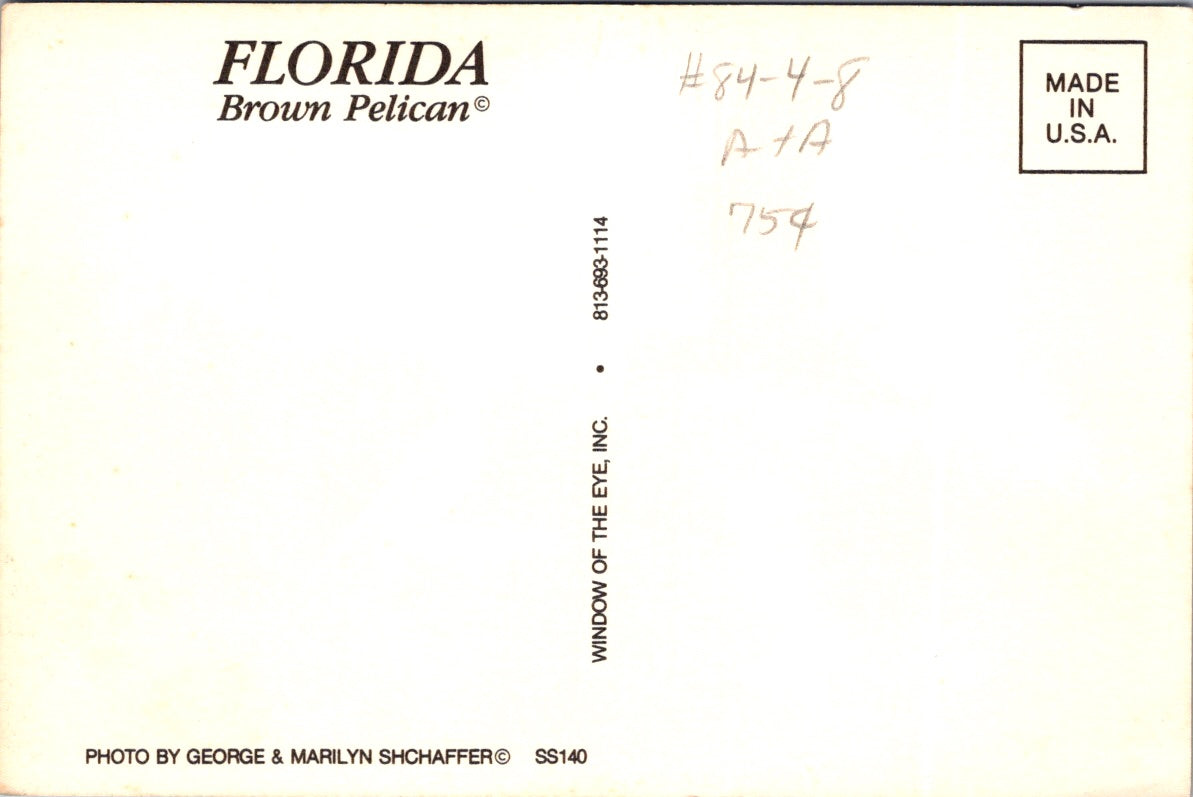 FLORIDA
Brown Pelican©
#84-4-8
A+A
75¢
MADE
IN
U.S.A.
WINDOW OF THE EYE, INC. • 813-693-1114
PHOTO BY GEORGE & MARILYN SHCHAFFER© SS140